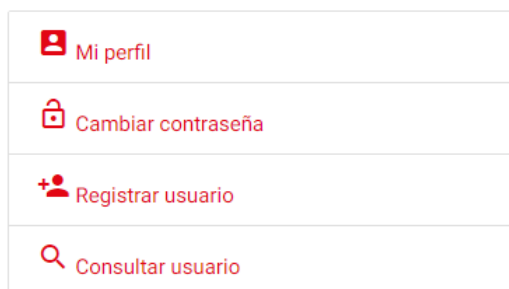 Mi perfil
Cambiar contraseña
Registrar usuario
Consultar usuario